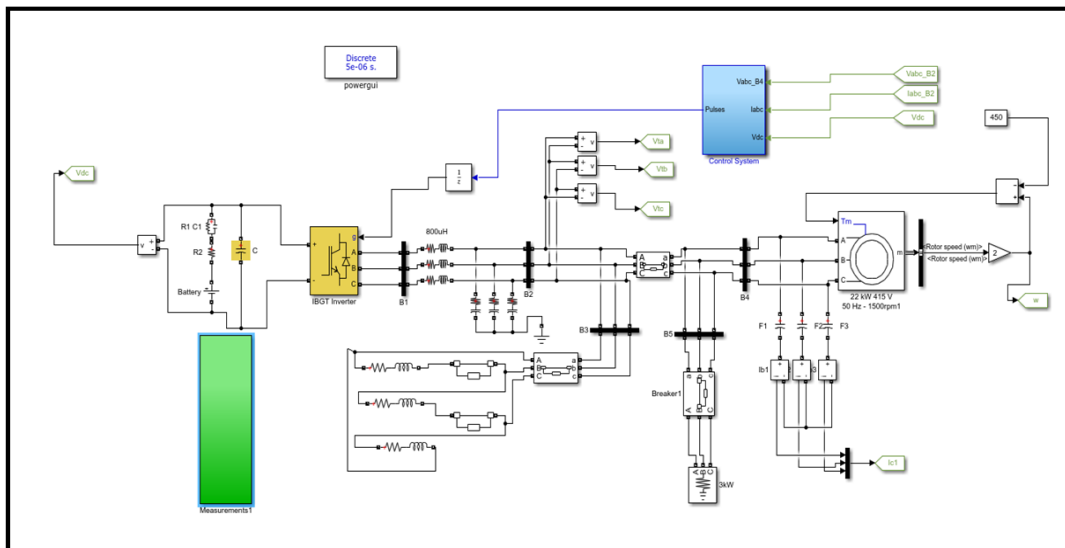 Discrete
5e-06 s.
powergui
Vabc_B4
Iabc
Vdc
Pulses
Control System
Vabc_B2
Iabc_B2
Vdc
450
Vta
Vtb
Vtc
+
-
v
+
-
v
+
-
v
1
z
Vdc
v
+
-
R1 C1
R2
C
Battery
+
-
g
A
B
C
IBGT Inverter
B1
800uH
B2
A
B
C
a
b
c
B4
Tm
A
B
C
m
22 kW 415 V
50 Hz - 1500rpm1
<Rotor speed (wm)>
<Rotor speed (wm)>
2
w
-
+
B3
A
B
C
a
b
c
B5
a
b
c
Breaker1
A
B
C
A
B
C
3kW
F1
F2
F3
Ib1
Ic1
Measurements1